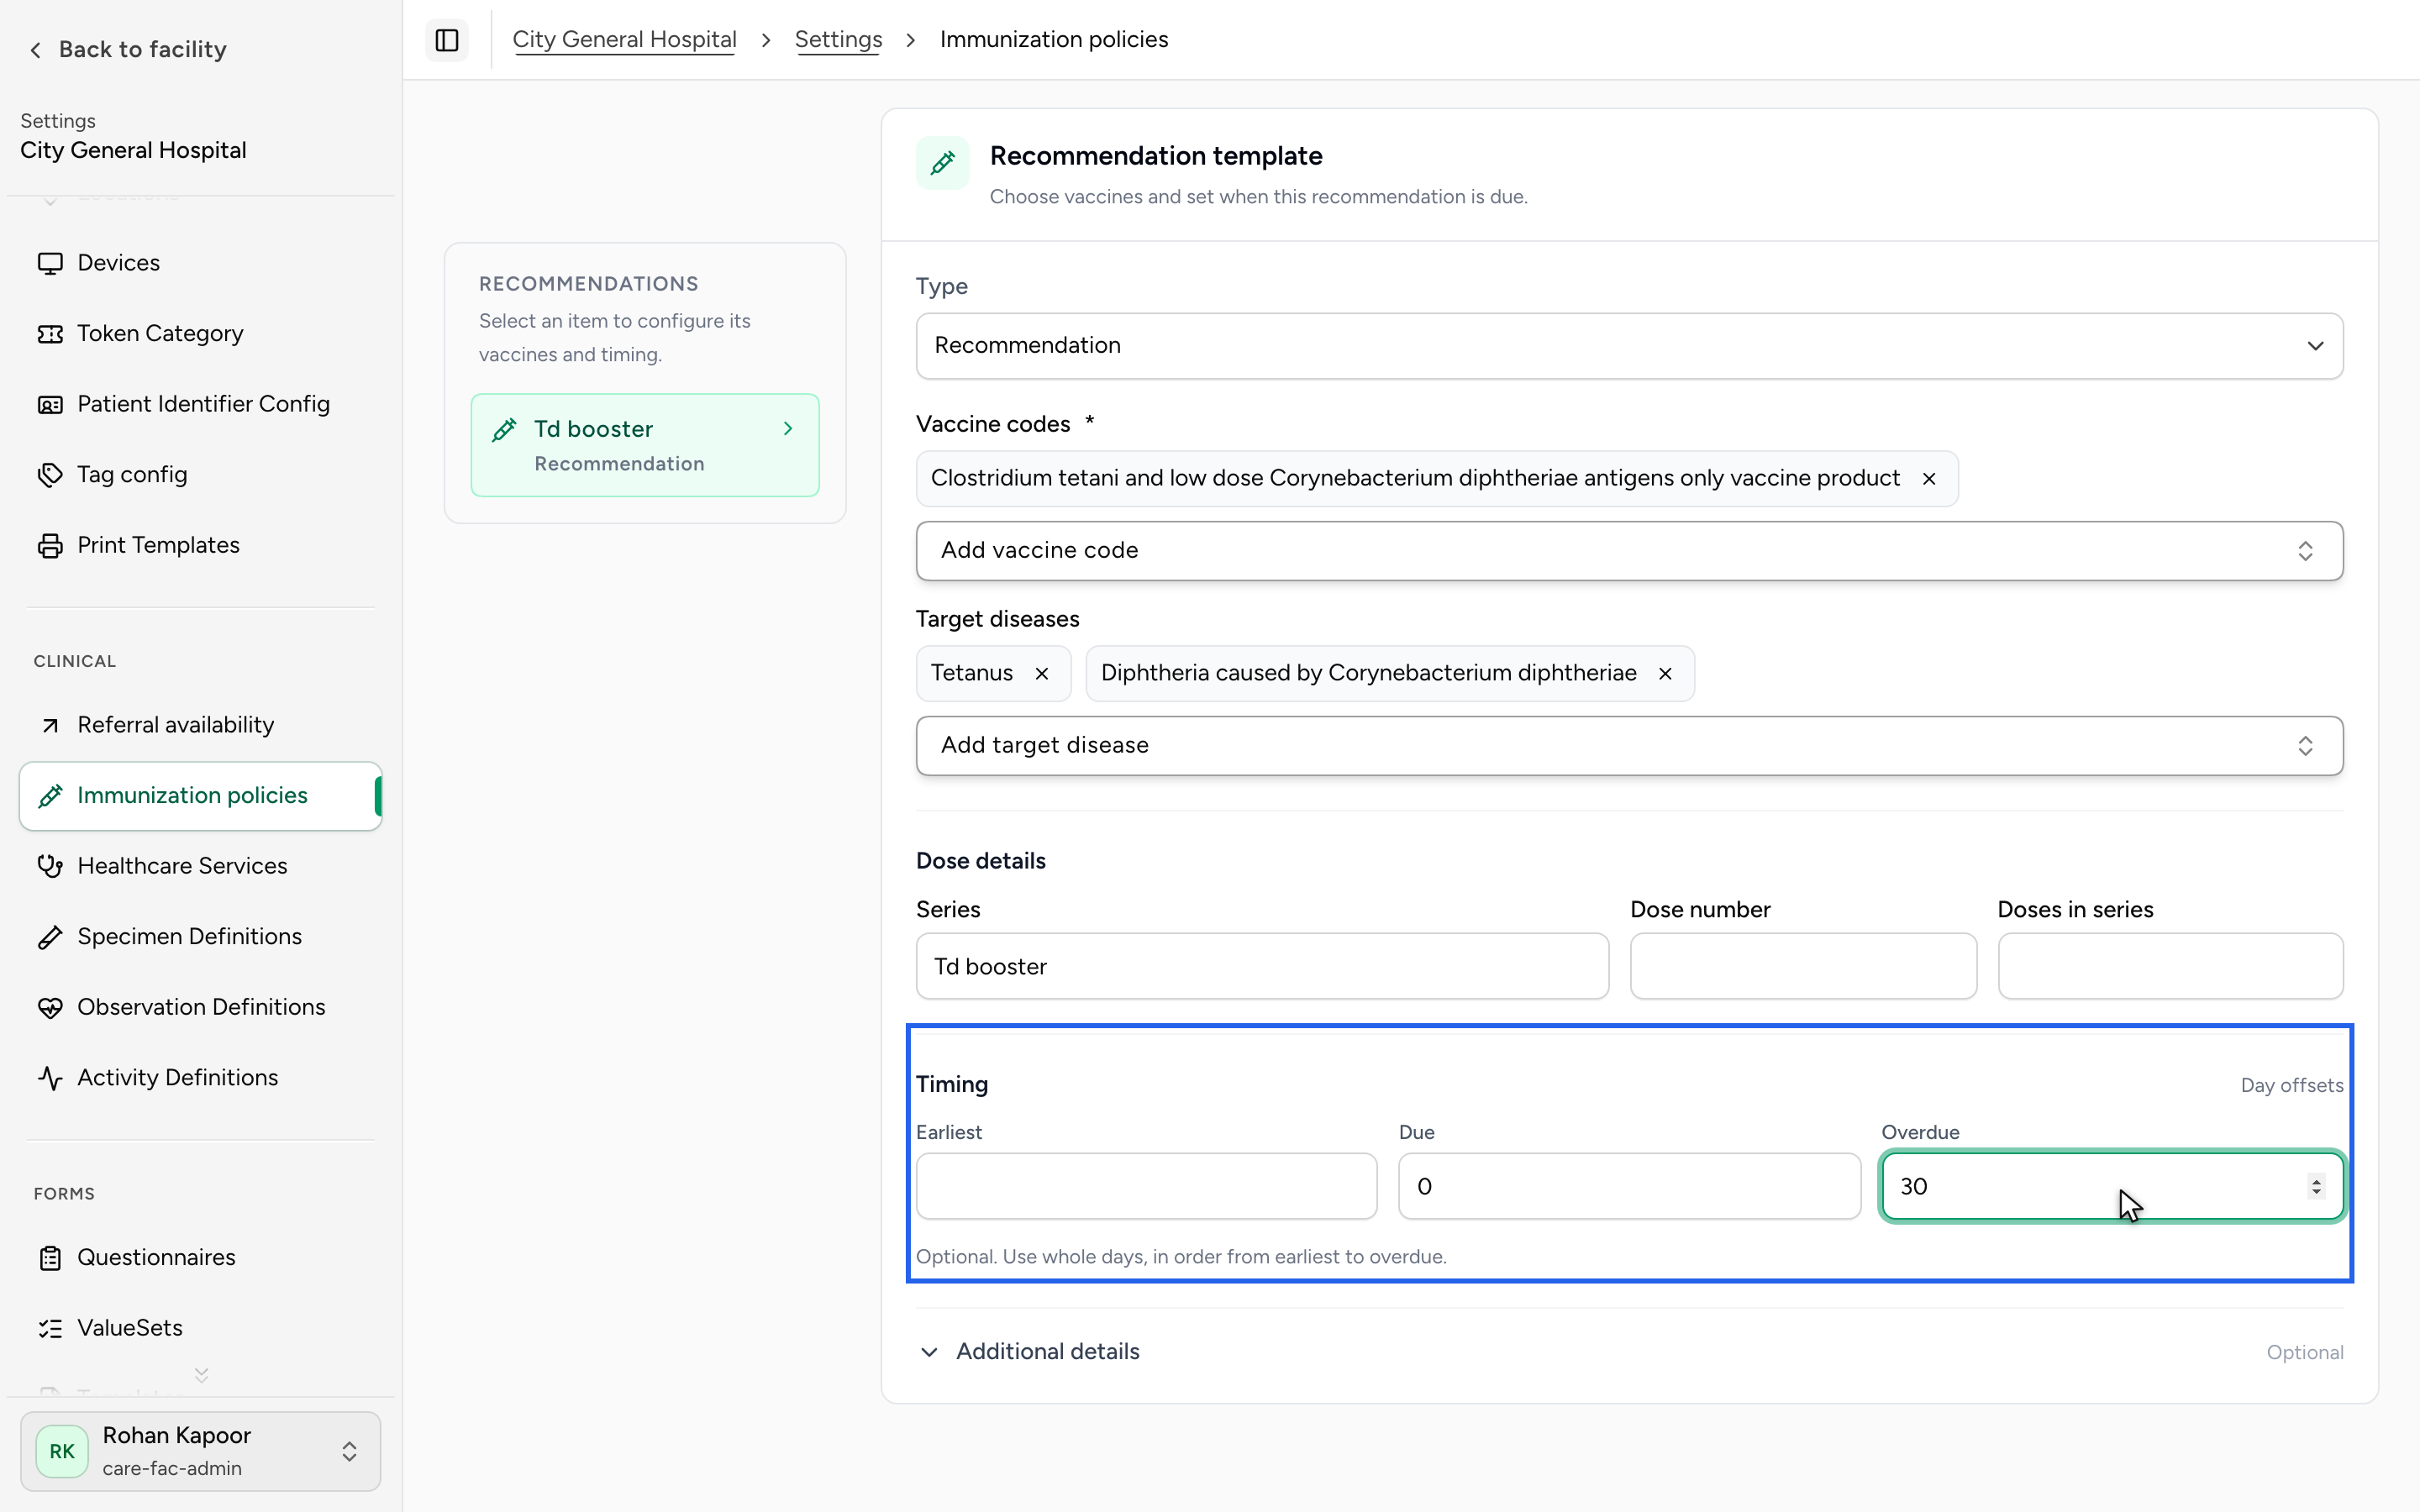 Back to facility
Settings
City General Hospital
Devices
Token Category
Patient Identifier Config
Tag config
Print Templates
CLINICAL
Referral availability
Immunization policies
Healthcare Services
Specimen Definitions
Observation Definitions
Activity Definitions
FORMS
Questionnaires
ValueSets
RK
Rohan Kapoor
care-fac-admin
City General Hospital > Settings > Immunization policies
RECOMMENDATIONS
Select an item to configure its
vaccines and timing.
Td booster
Recommendation
Recommendation template
Choose vaccines and set when this recommendation is due.
Type
Recommendation
Vaccine codes *
Clostridium tetani and low dose Corynebacterium diphtheriae antigens only vaccine product ×
Add vaccine code
Target diseases
Tetanus × Diphtheria caused by Corynebacterium diphtheriae ×
Add target disease
Dose details
Series Dose number Doses in series
Td booster
Timing Day offsets
Earliest Due Overdue
0 30
Optional. Use whole days, in order from earliest to overdue.
Additional details Optional